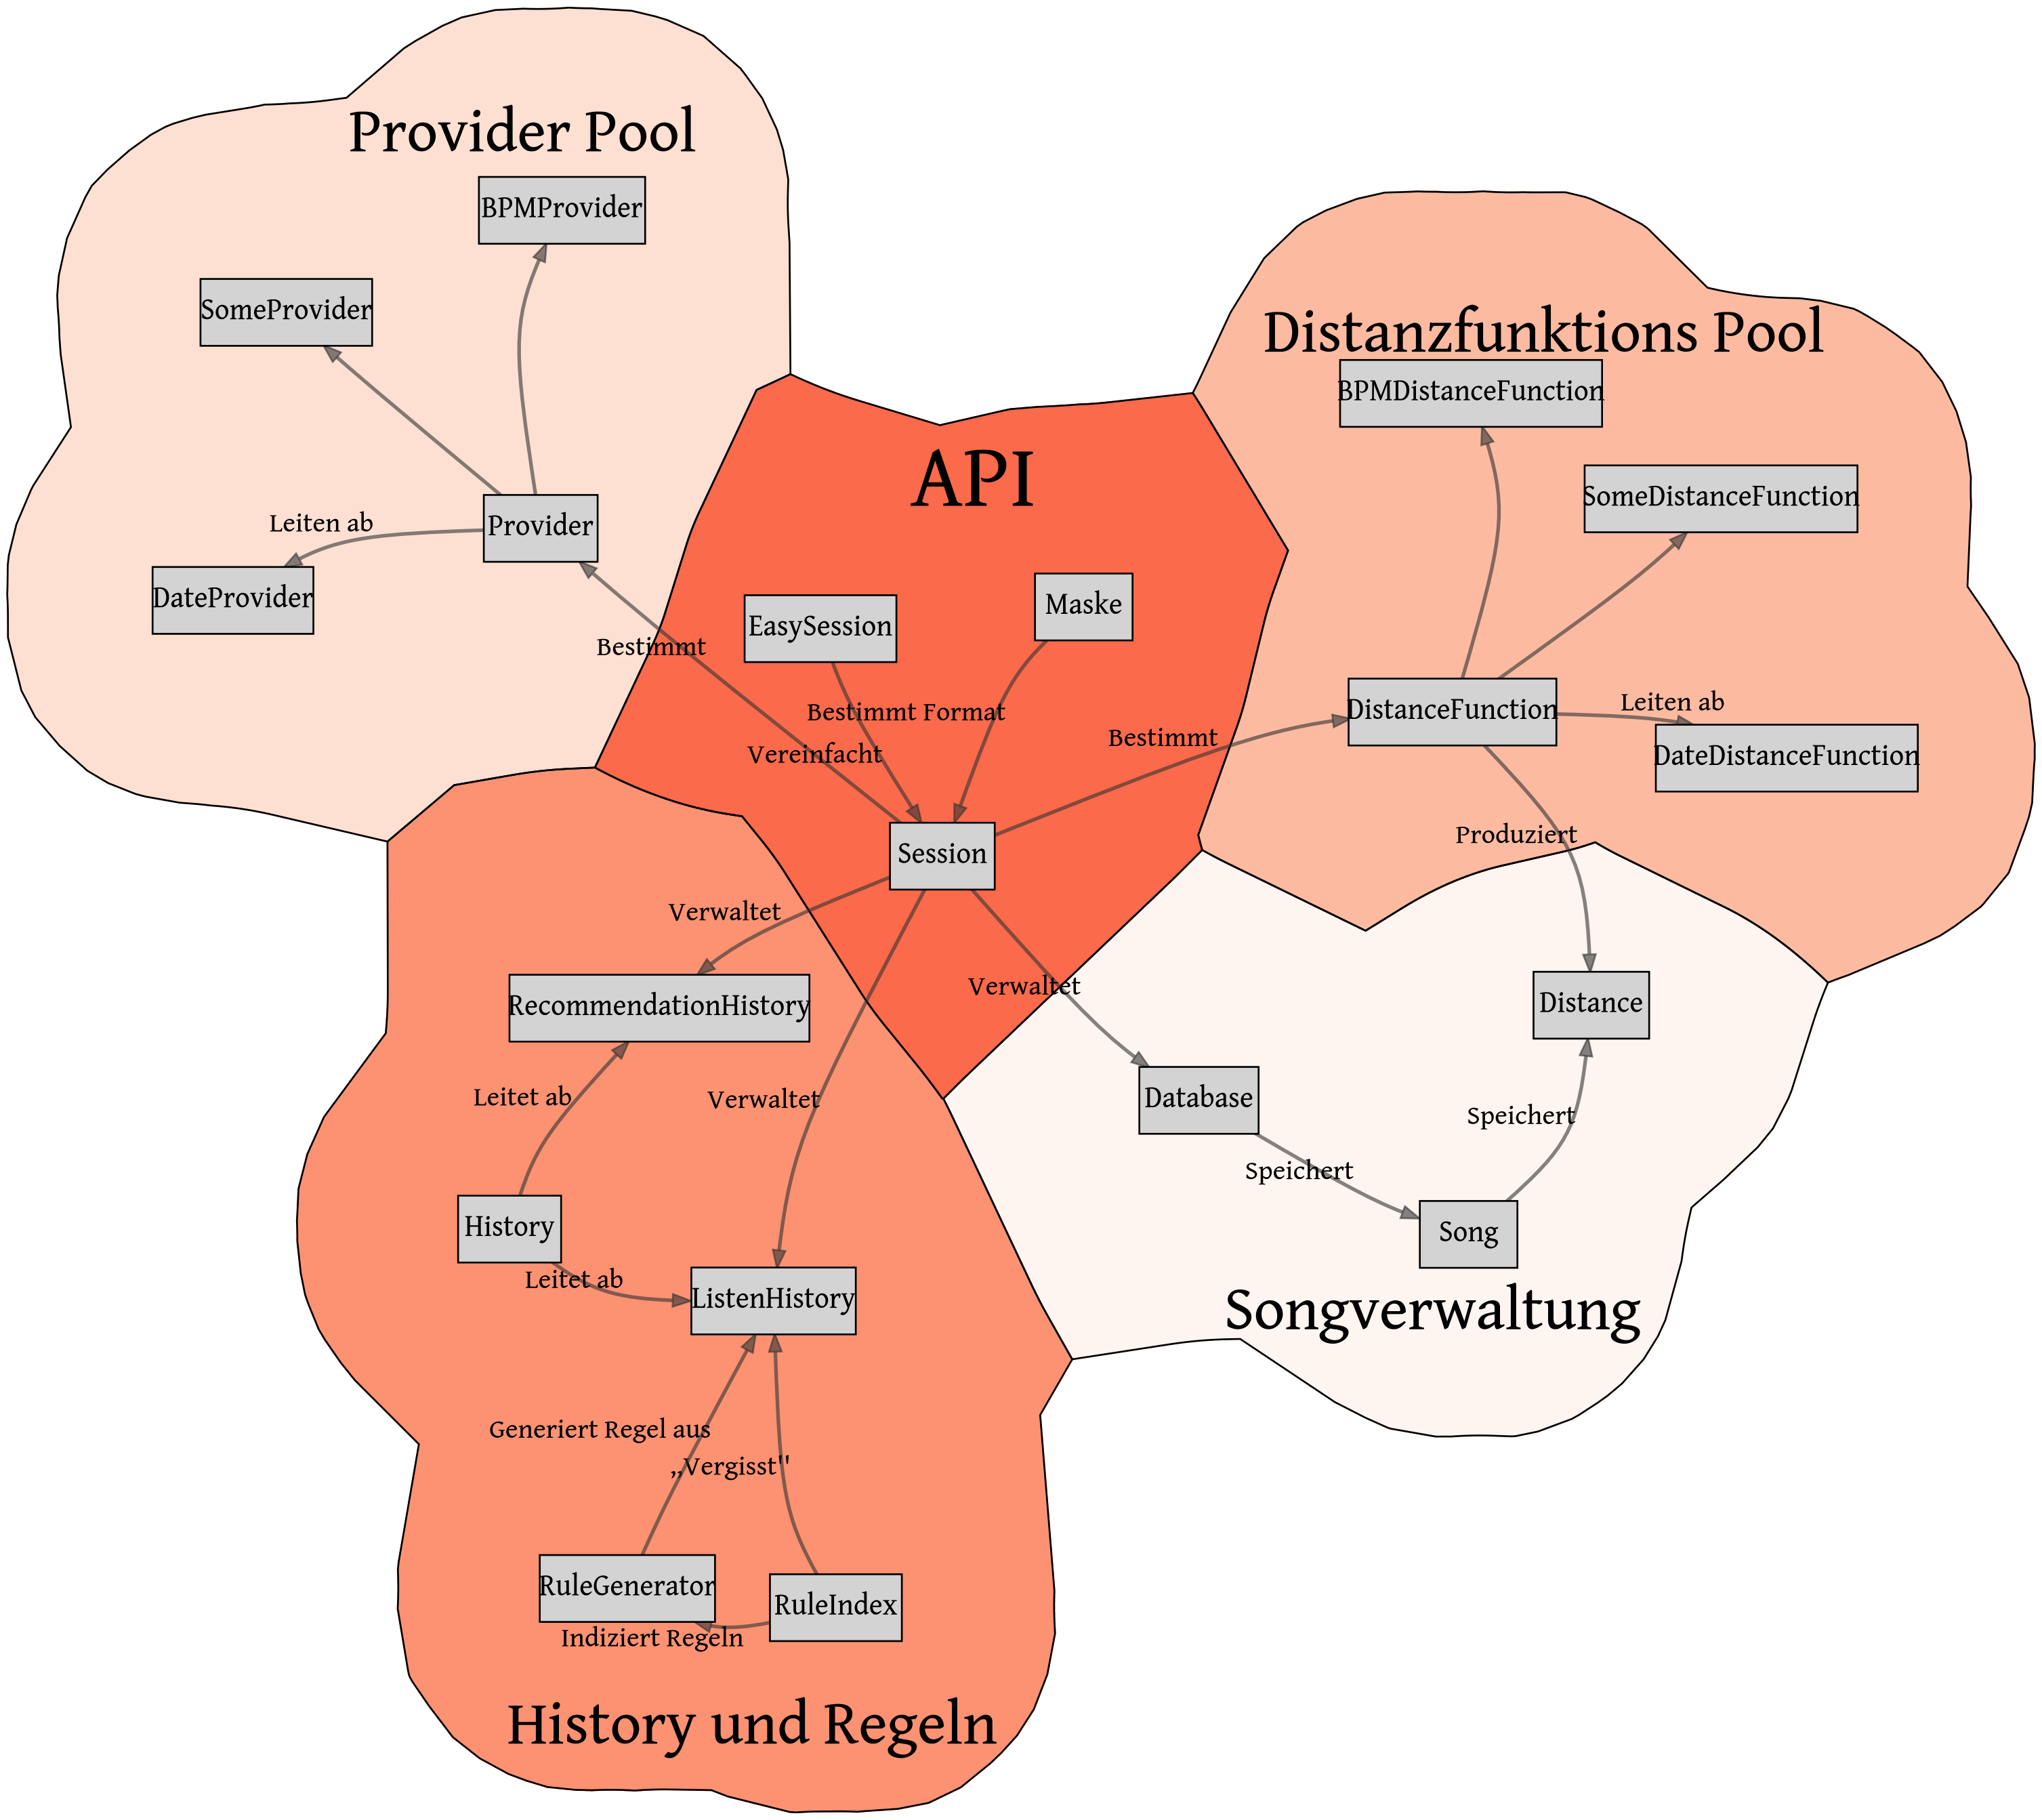 Provider Pool
BPMProvider
SomeProvider
Provider
Leiten ab
DateProvider
Bestimmt
API
EasySession
Maske
Bestimmt Format
Vereinfacht
Bestimmt
Session
Distanzfunktions Pool
BPMDistanceFunction
SomeDistanceFunction
DistanceFunction
Leiten ab
DateDistanceFunction
Produziert
Verwaltet
RecommendationHistory
Verwaltet
Distance
Leitet ab
Verwaltet
Database
Speichert
Speichert
History
Song
Leitet ab
ListenHistory
Songverwaltung
Generiert Regel aus
„Vergisst"
RuleGenerator
RuleIndex
Indiziert Regeln
History und Regeln